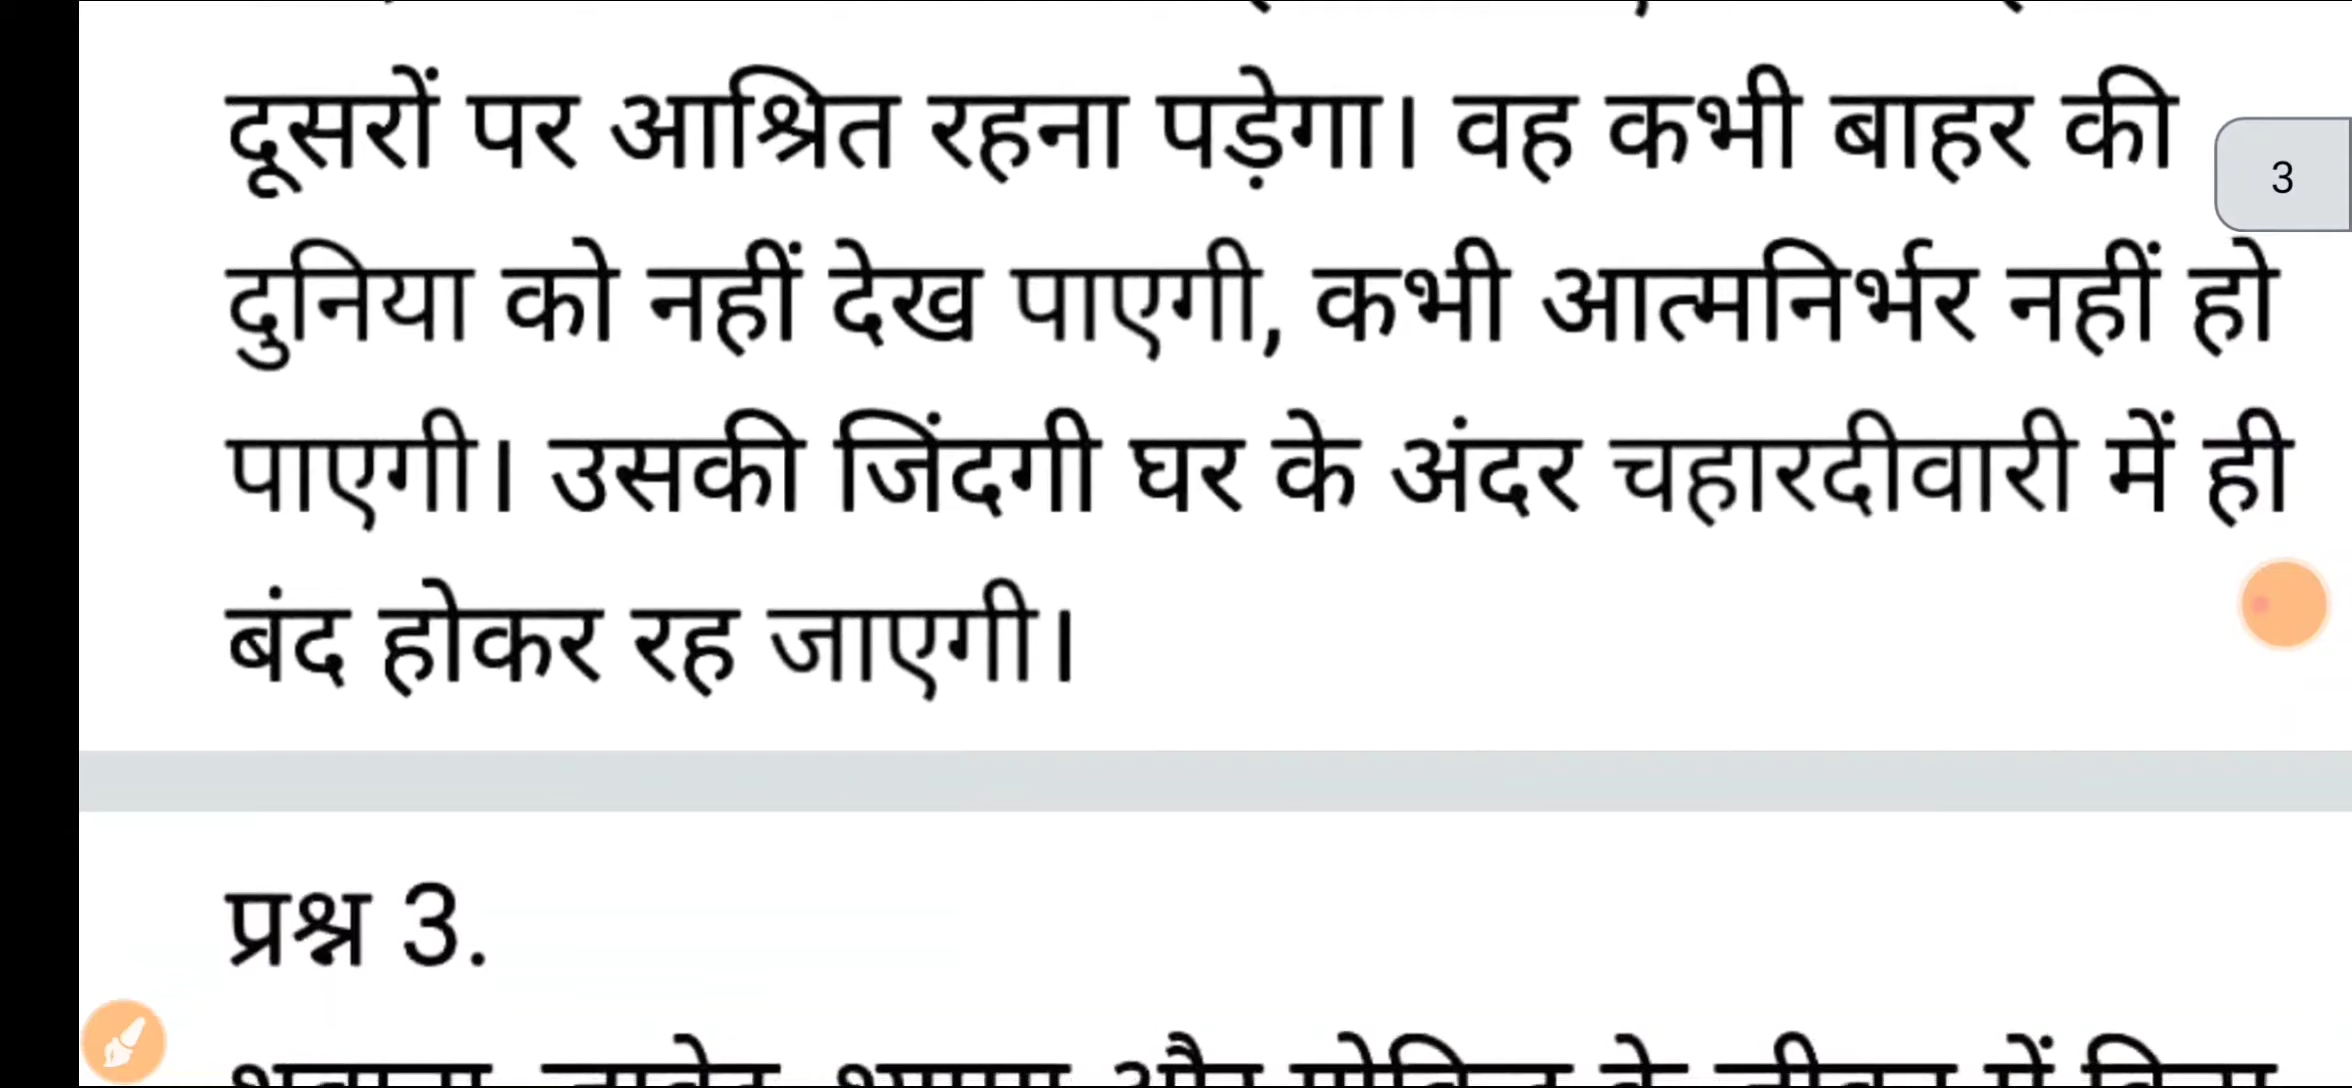 दूसरों पर आश्रित रहना पड़ेगा। वह कभी बाहर की
3
दुनिया को नहीं देख पाएगी, कभी आत्मनिर्भर नहीं हो
पाएगी। उसकी जिंदगी घर के अंदर चहारदीवारी में ही
बंद होकर रह जाएगी।
प्रश्न 3.